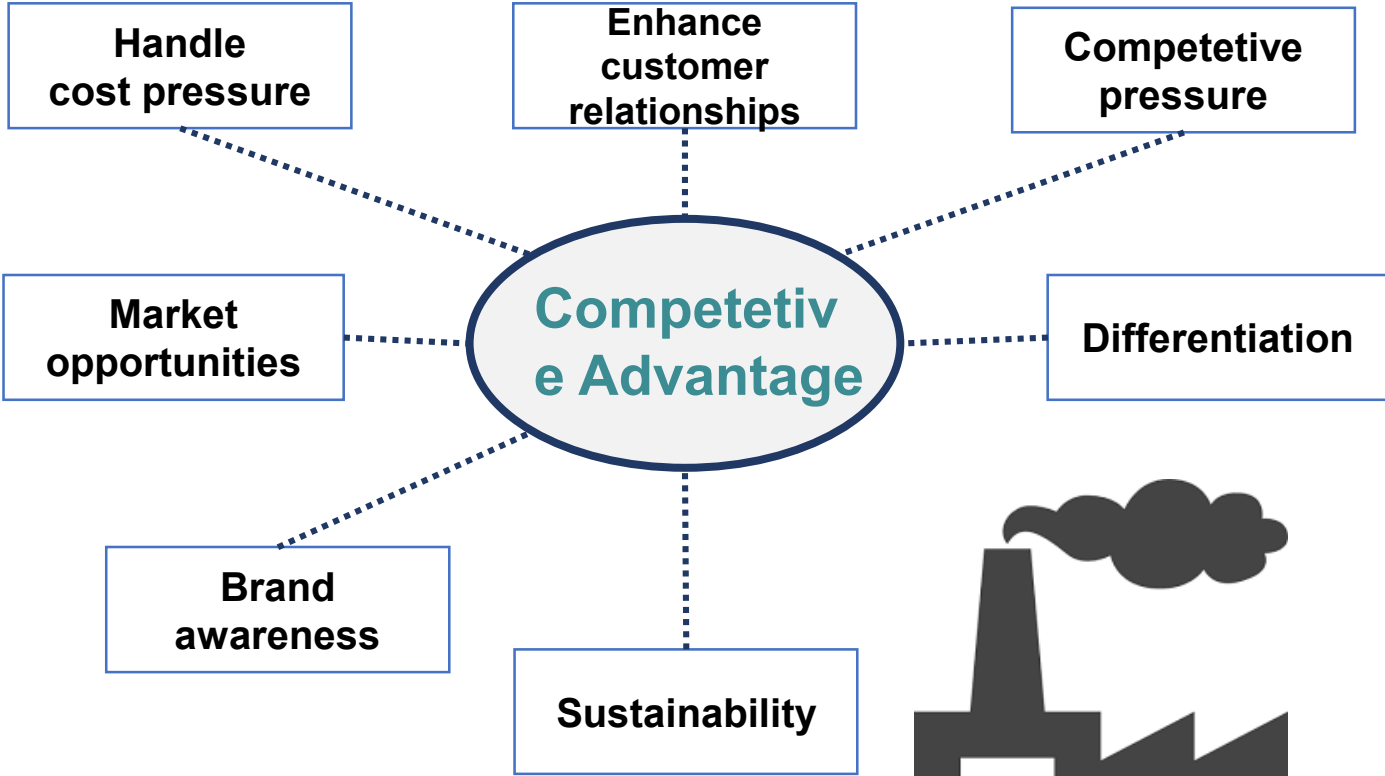 Handle
cost pressure
Enhance
customer
relationships
Competetive
pressure
Market
opportunities
Competetiv
e Advantage
Differentiation
Brand
awareness
Sustainability